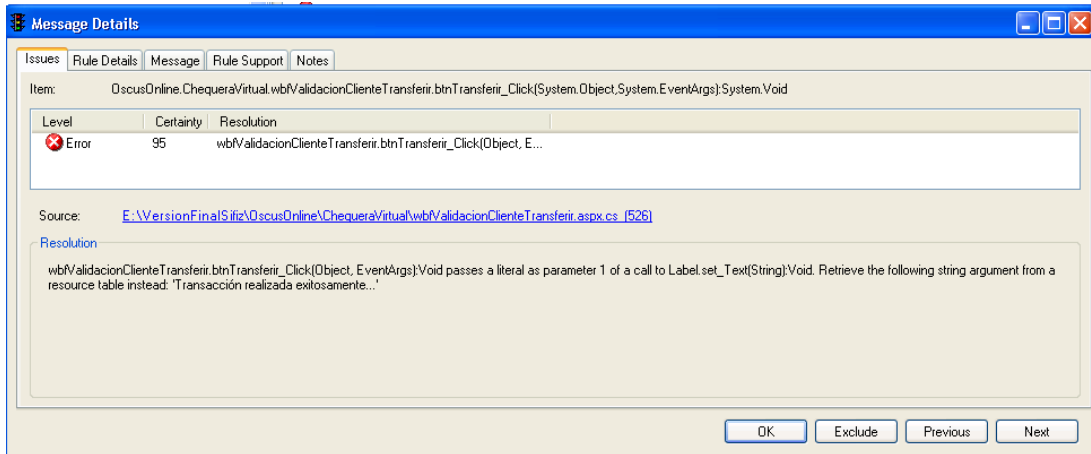 Message Details
Issues Rule Details Message Rule Support Notes
Item: OscusOnline.ChequeraVirtual.wbfValidacionClienteTransferir.btnTransferir_Click(System.Object,System.EventArgs):System.Void
Level Certainty Resolution
Error 95 wbfValidacionClienteTransferir.btnTransferir_Click(Object, E...
Source: E:\VersionFinalSifiz\OscusOnline\ChequeraVirtual\wbfValidacionClienteTransferir.aspx.cs (526)
Resolution
wbfValidacionClienteTransferir.btnTransferir_Click(Object, EventArgs):Void passes a literal as parameter 1 of a call to Label.set_Text(String):Void. Retrieve the following string argument from a
resource table instead: 'Transacción realizada exitosamente...'
OK Exclude Previous Next